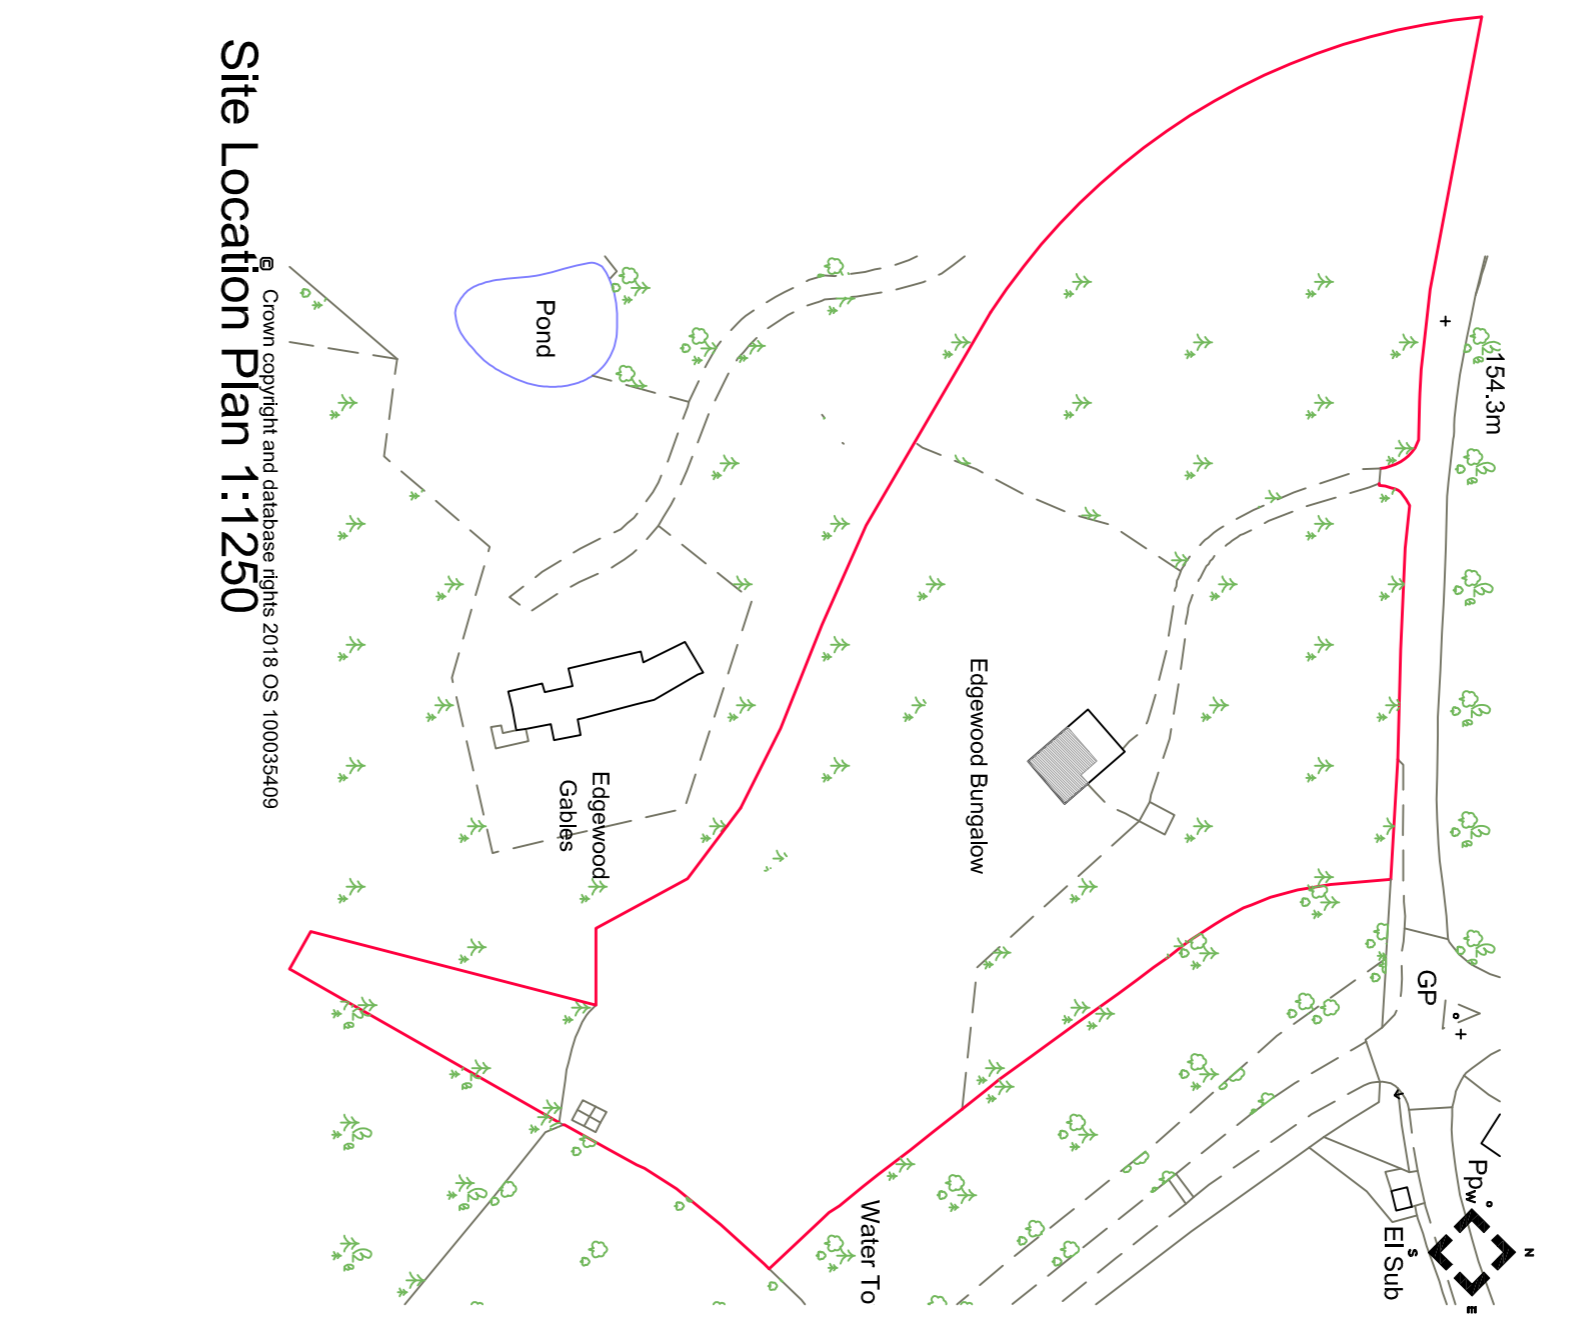 154.3m
Pond
Edgewood Bungalow
Edgewood
Gables
GP
Ppw
El Sub
Water To
N
S
E
© Crown copyright and database rights 2018 OS 100035409
Site Location Plan 1:1250